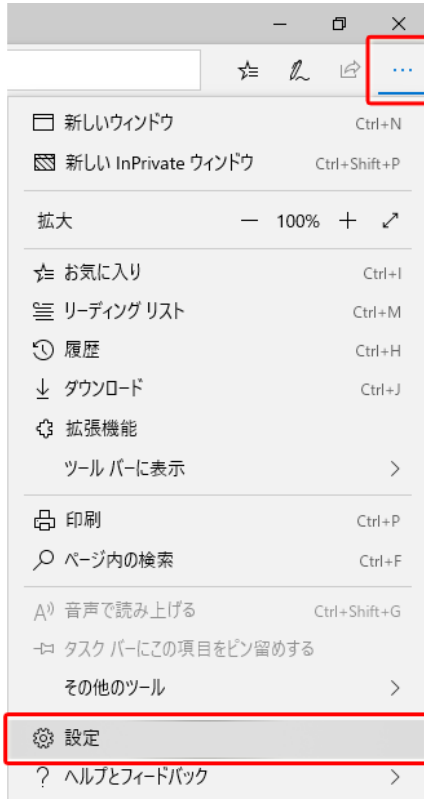 新しいウィンドウ Ctrl+N
新しい InPrivate ウィンドウ Ctrl+Shift+P
拡大 100%
お気に入り Ctrl+I
リーディング リスト Ctrl+M
履歴 Ctrl+H
ダウンロード Ctrl+J
拡張機能
ツール バーに表示
印刷 Ctrl+P
ページ内の検索 Ctrl+F
音声で読み上げる Ctrl+Shift+G
タスク バーにこの項目をピン留めする
その他のツール
設定
ヘルプとフィードバック